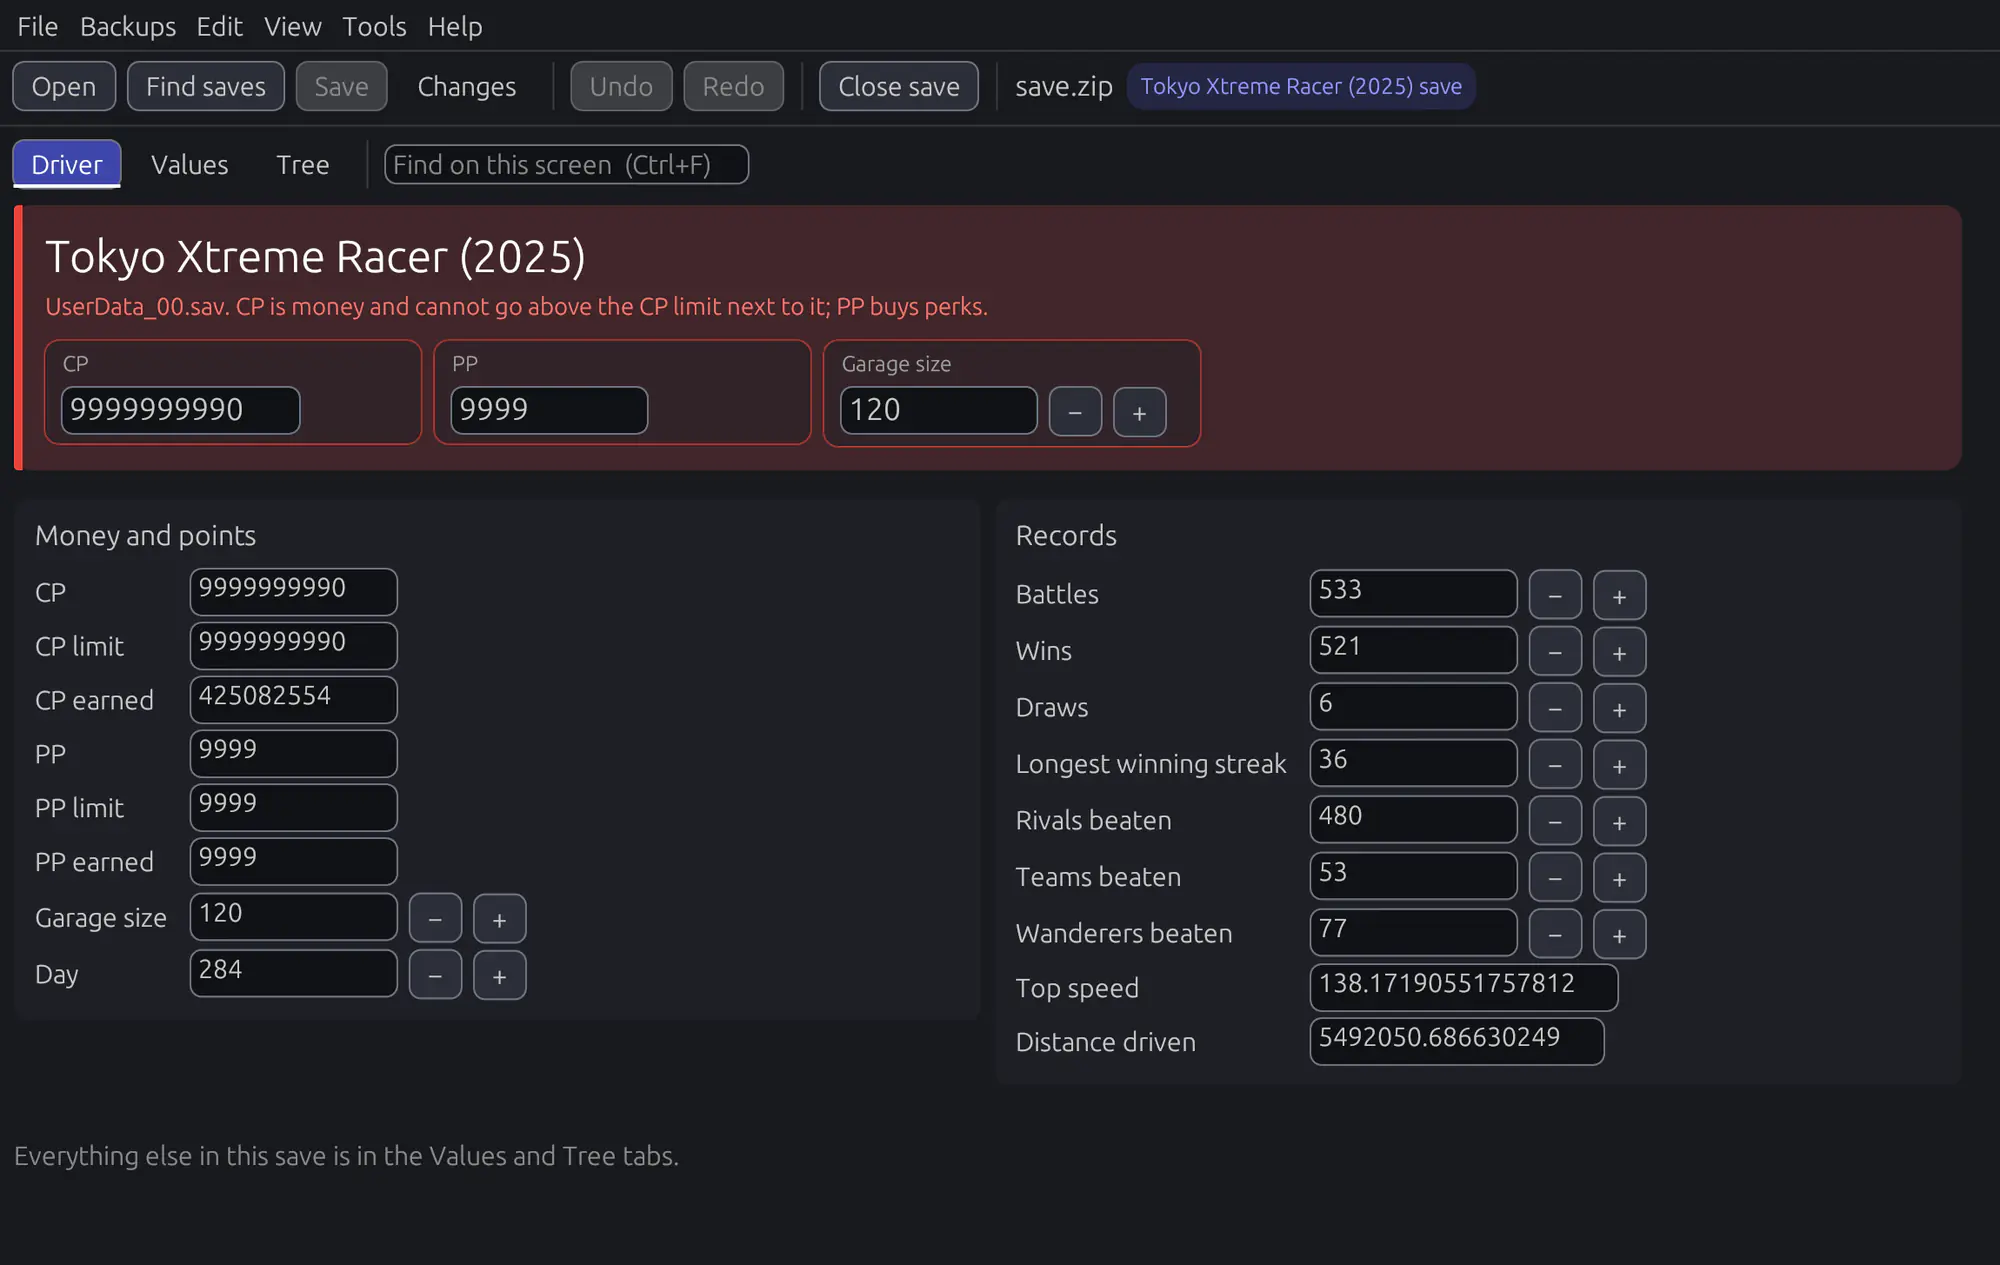 File Backups Edit View Tools Help
Open Find saves Save Changes Undo Redo Close save save.zip Tokyo Xtreme Racer (2025) save
Driver Values Tree Find on this screen (Ctrl+F)
Tokyo Xtreme Racer (2025)
UserData_00.sav. CP is money and cannot go above the CP limit next to it; PP buys perks.
CP
9999999990
PP
9999
Garage size
120 − +
Money and points
CP 9999999990
CP limit 9999999990
CP earned 425082554
PP 9999
PP limit 9999
PP earned 9999
Garage size 120 − +
Day 284 − +
Records
Battles 533 − +
Wins 521 − +
Draws 6 − +
Longest winning streak 36 − +
Rivals beaten 480 − +
Teams beaten 53 − +
Wanderers beaten 77 − +
Top speed 138.17190551757812
Distance driven 5492050.686630249
Everything else in this save is in the Values and Tree tabs.